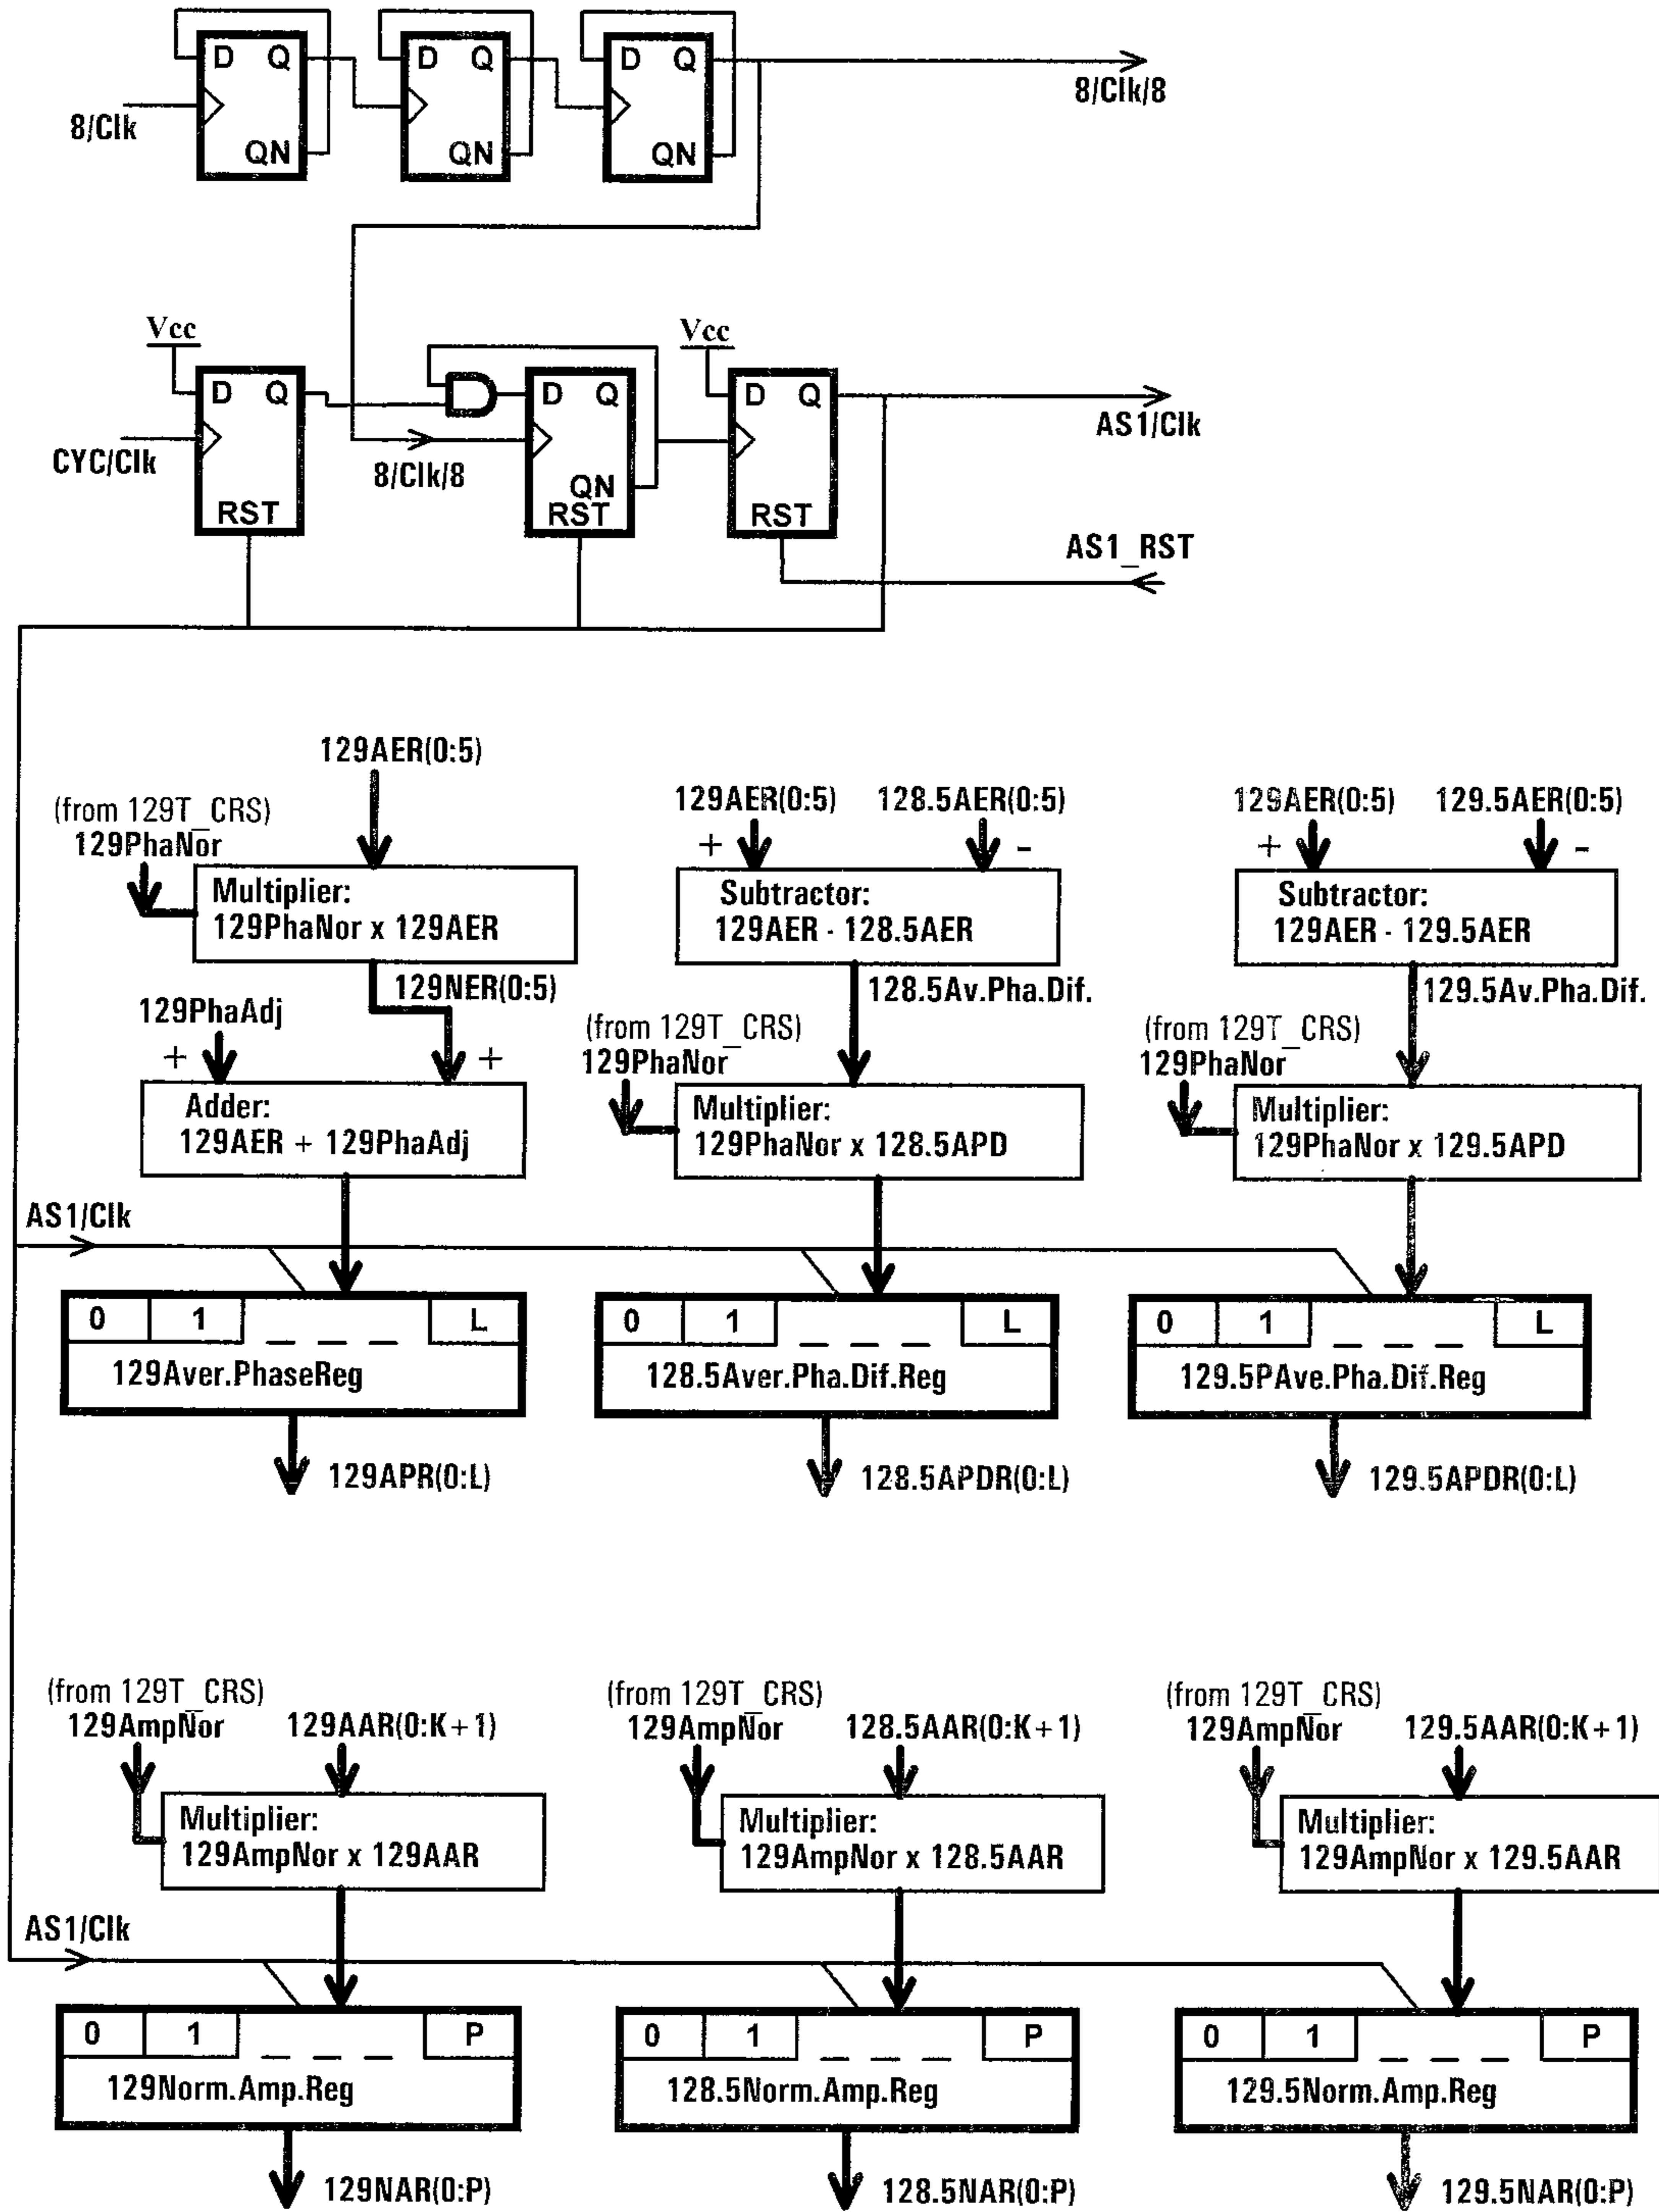 D Q
D Q
D Q
8/Clk/8
8/Clk
QN
QN
QN
Vcc
Vcc
D Q
D Q
D Q
AS1/Clk
CYC/Clk
8/Clk/8
QN
RST
RST
RST
AS1_RST
129AER(0:5)
(from 129T_CRS)
129PhaNor
129AER(0:5)
128.5AER(0:5)
129AER(0:5)
129.5AER(0:5)
+
-
+
-
Multiplier:
129PhaNor x 129AER
Subtractor:
129AER - 128.5AER
Subtractor:
129AER - 129.5AER
129NER(0:5)
128.5Av.Pha.Dif.
129.5Av.Pha.Dif.
129PhaAdj
(from 129T_CRS)
129PhaNor
(from 129T_CRS)
129PhaNor
+
+
Adder:
129AER + 129PhaAdj
Multiplier:
129PhaNor x 128.5APD
Multiplier:
129PhaNor x 129.5APD
AS1/Clk
0 1 _ _ _ L
129Aver.PhaseReg
0 1 _ _ _ L
128.5Aver.Pha.Dif.Reg
0 1 _ _ _ L
129.5PAve.Pha.Dif.Reg
129APR(0:L)
128.5APDR(0:L)
129.5APDR(0:L)
(from 129T_CRS)
129AmpNor
129AAR(0:K+1)
(from 129T_CRS)
129AmpNor
128.5AAR(0:K+1)
(from 129T_CRS)
129AmpNor
129.5AAR(0:K+1)
Multiplier:
129AmpNor x 129AAR
Multiplier:
129AmpNor x 128.5AAR
Multiplier:
129AmpNor x 129.5AAR
AS1/Clk
0 1 _ _ _ P
129Norm.Amp.Reg
0 1 _ _ _ P
128.5Norm.Amp.Reg
0 1 _ _ _ P
129.5Norm.Amp.Reg
129NAR(0:P)
128.5NAR(0:P)
129.5NAR(0:P)